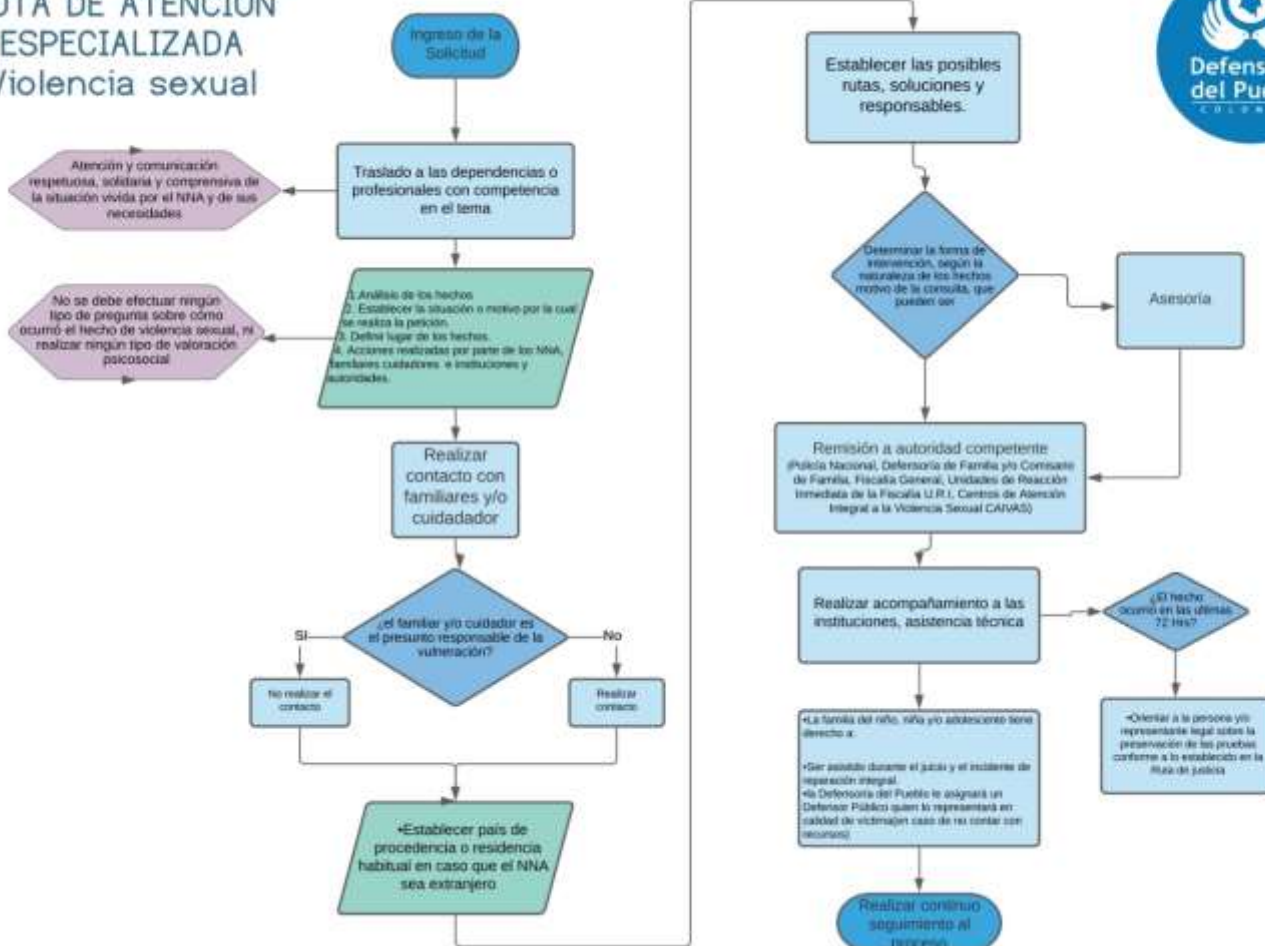 UTA DE ATENCIÓN
ESPECIALIZADA
Violencia sexual
Ingreso de la
Solicitud
Atención y comunicación
respetuosa, solidaria y comprensiva de
la situación vivida por el NNA y de sus
necesidades
Traslado a las dependencias o
profesionales con competencia
en el tema
No se debe efectuar ningún
tipo de pregunta sobre cómo
ocurrió el hecho de violencia sexual, ni
realizar ningún tipo de valoración
psicosocial
1. Análisis de los hechos
2. Establecer la situación o motivo por la cual
se realiza la petición.
3. Definir lugar de los hechos.
4. Acciones realizadas por parte de los NNA,
familiares cuidadores e instituciones y
autoridades.
Realizar
contacto con
familiares y/o
cuidadador
¿el familiar y/o cuidador es
el presunto responsable de la
vulneración?
SI
No
No realizar el
contacto
Realizar
contacto
•Establecer país de
procedencia o residencia
habitual en caso que el NNA
sea extranjero
Establecer las posibles
rutas, soluciones y
responsables.
Determinar la forma de
intervención, según la
naturaleza de los hechos
motivo de la consulta, que
pueden ser
Asesoría
Remisión a autoridad competente
(Policía Nacional, Defensoría de Familia y/o Comisario
de Familia, Fiscalía General, Unidades de Reacción
Inmediata de la Fiscalía U.R.I, Centros de Atención
Integral a la Violencia Sexual CAIVAS)
Realizar acompañamiento a las
instituciones, asistencia técnica
¿El hecho
ocurrió en las últimas
72 Hrs?
•La familia del niño, niña y/o adolescente tiene
derecho a:
•Ser asistido durante el juicio y el incidente de
reparación integral.
•la Defensoría del Pueblo le asignará un
Defensor Público quien lo representará en
calidad de víctima(en caso de no contar con
recursos)
•Orientar a la persona y/o
representante legal sobre la
preservación de las pruebas
conforme a lo establecido en la
Ruta de justicia
Realizar continuo
seguimiento al
proceso
Defens
del Pue
COLOM